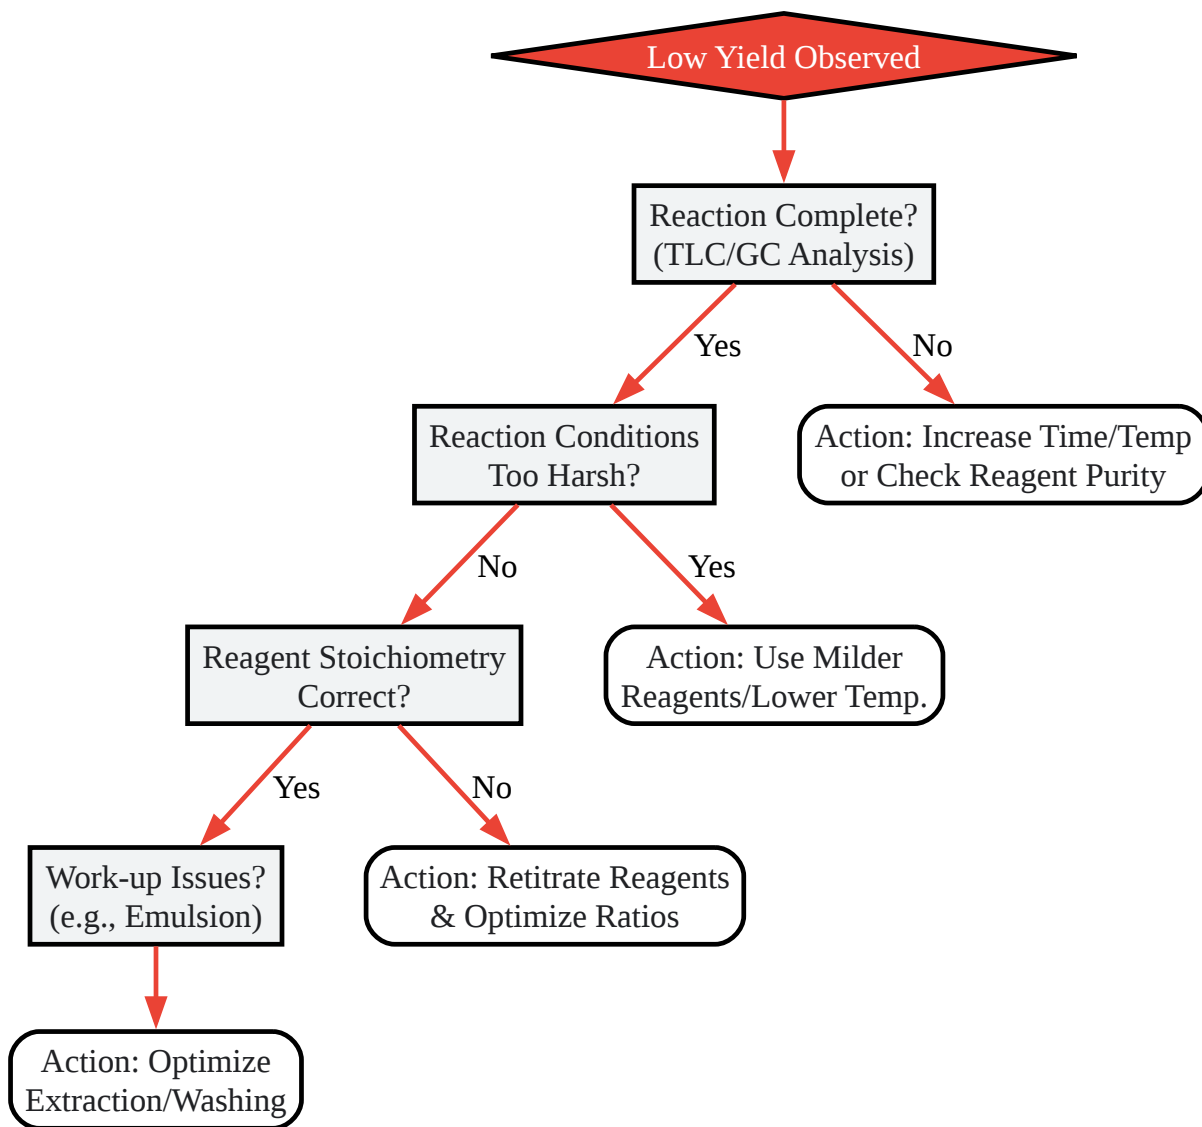 Low Yield Observed
Reaction Complete?
(TLC/GC Analysis)
Yes
No
Reaction Conditions
Too Harsh?
Action: Increase Time/Temp
or Check Reagent Purity
No
Yes
Reagent Stoichiometry
Correct?
Action: Use Milder
Reagents/Lower Temp.
Yes
No
Work-up Issues?
(e.g., Emulsion)
Action: Retitrate Reagents
& Optimize Ratios
Action: Optimize
Extraction/Washing